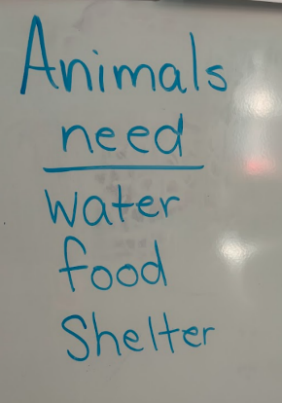 Animals
need
water
food
Shelter